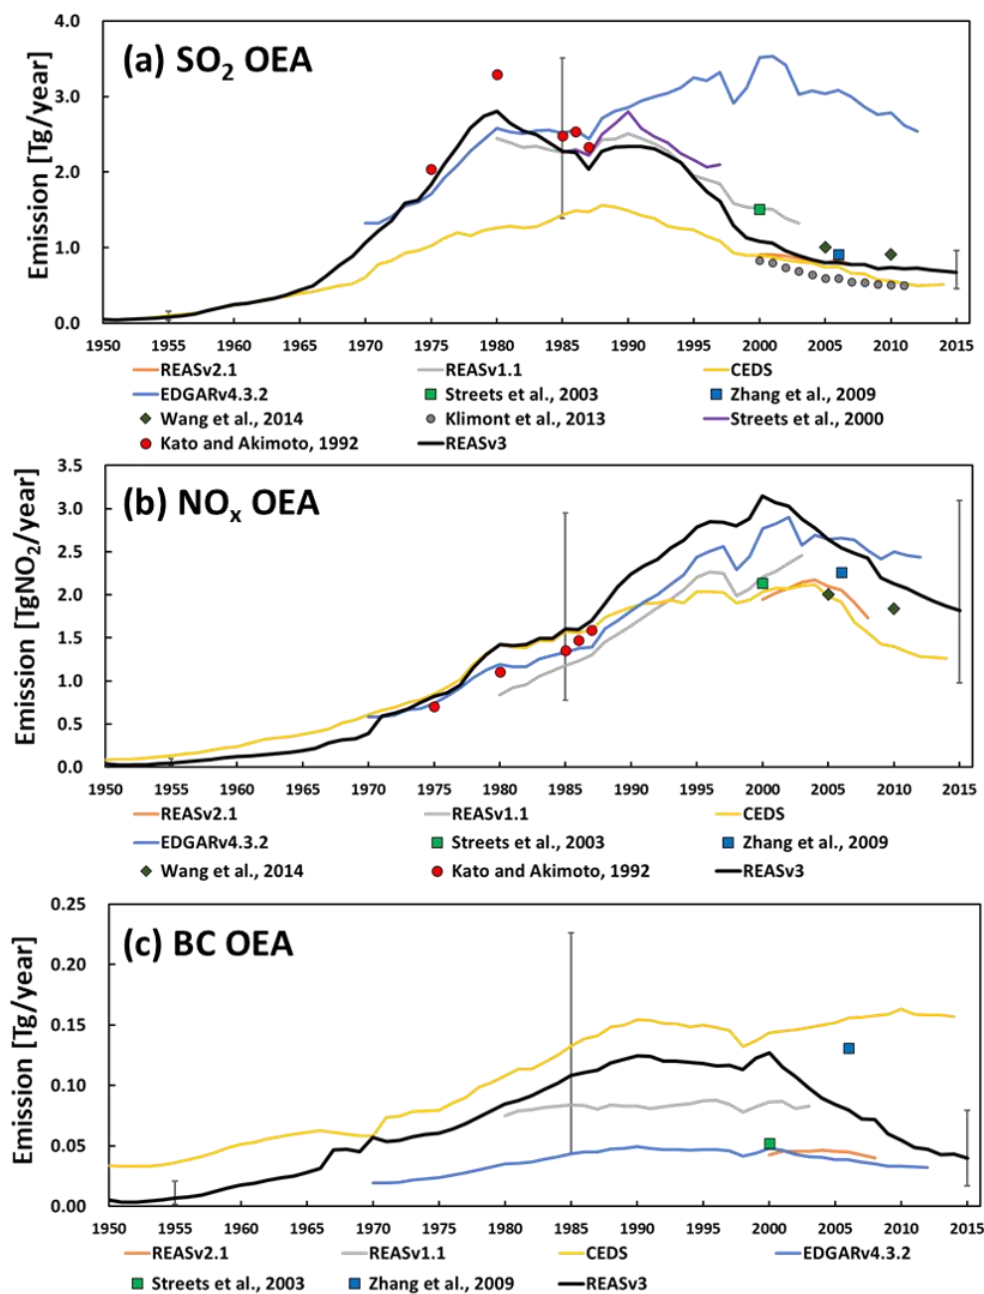 (a) SO2 OEA
Emission [Tg/year]
4.0
3.0
2.0
1.0
0.0
1950 1955 1960 1965 1970 1975 1980 1985 1990 1995 2000 2005 2010 2015
REASv2.1 REASv1.1 CEDS
EDGARv4.3.2 Streets et al., 2003 Zhang et al., 2009
Wang et al., 2014 Klimont et al., 2013 Streets et al., 2000
Kato and Akimoto, 1992 REASv3
(b) NOx OEA
Emission [TgNO2/year]
3.5
3.0
2.5
2.0
1.5
1.0
0.5
0.0
1950 1955 1960 1965 1970 1975 1980 1985 1990 1995 2000 2005 2010 2015
REASv2.1 REASv1.1 CEDS
EDGARv4.3.2 Streets et al., 2003 Zhang et al., 2009
Wang et al., 2014 Kato and Akimoto, 1992 REASv3
(c) BC OEA
Emission [Tg/year]
0.25
0.20
0.15
0.10
0.05
0.00
1950 1955 1960 1965 1970 1975 1980 1985 1990 1995 2000 2005 2010 2015
REASv2.1 REASv1.1 CEDS EDGARv4.3.2
Streets et al., 2003 Zhang et al., 2009 REASv3